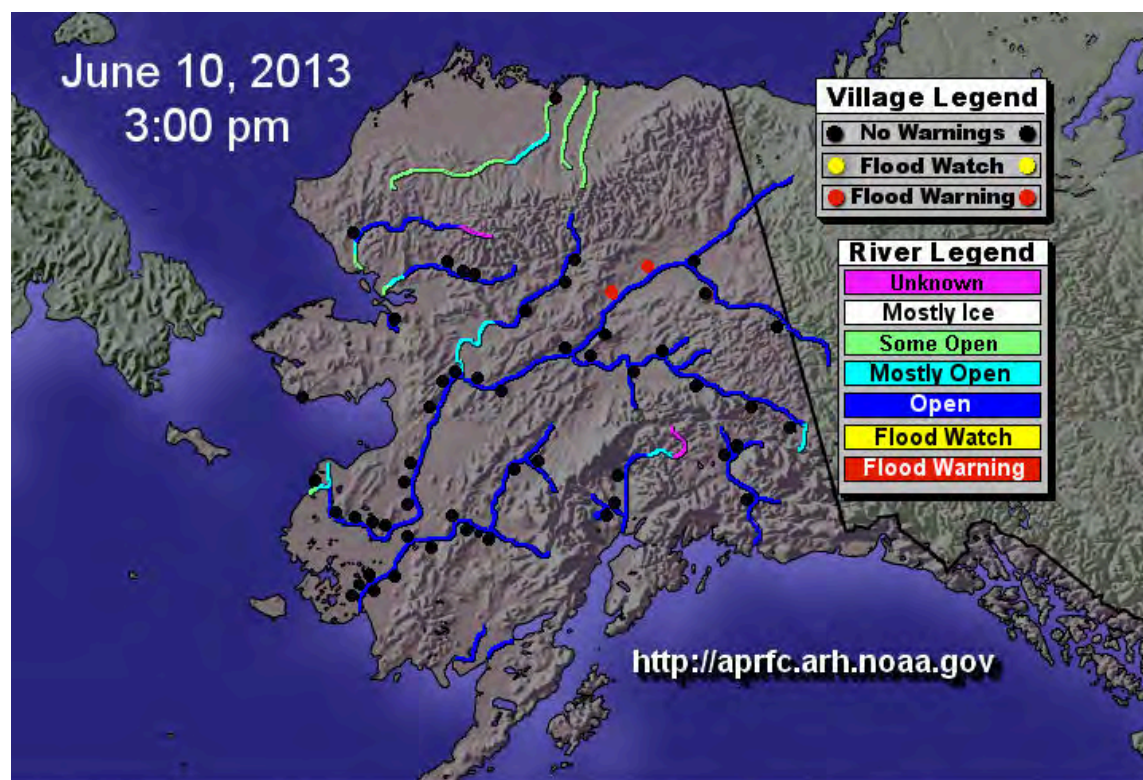 June 10, 2013
3:00 pm
Village Legend
No Warnings
Flood Watch
Flood Warning
River Legend
Unknown
Mostly Ice
Some Open
Mostly Open
Open
Flood Watch
Flood Warning
http://aprfc.arh.noaa.gov